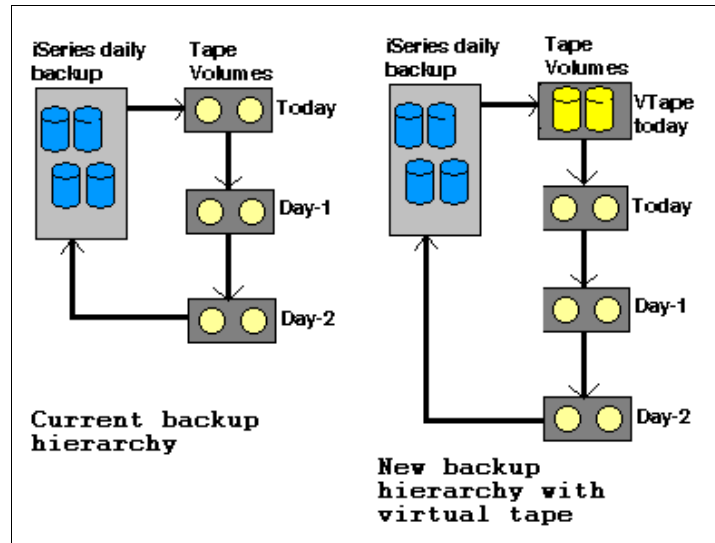 iSeries daily
backup
Tape
Volumes
Today
Day-1
Day-2
Current backup
hierarchy
iSeries daily
backup
Tape
Volumes
VTape
today
Today
Day-1
Day-2
New backup
hierarchy with
virtual tape